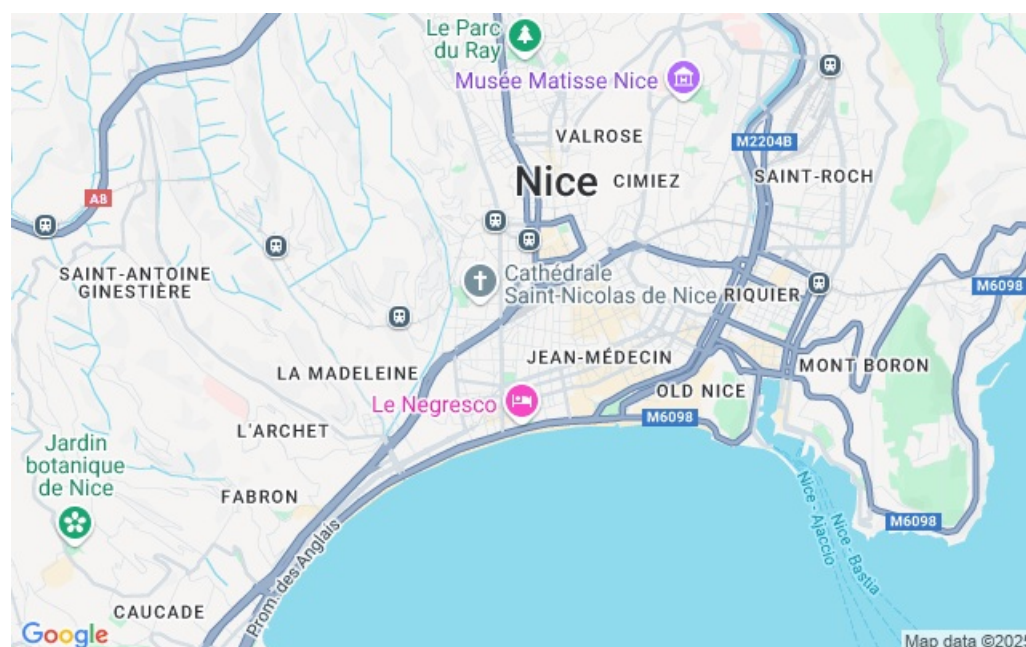 Le Parc
du Ray
Musée Matisse Nice
VALROSE
M2204B
Nice
CIMIEZ
SAINT-ROCH
A8
SAINT-ANTOINE
GINESTIÈRE
Cathédrale
Saint-Nicolas de Nice
RIQUIER
M6098
JEAN-MÉDECIN
MONT BORON
LA MADELEINE
OLD NICE
Le Negresco
M6098
L'ARCHET
Jardin
botanique
de Nice
FABRON
Nice - Ajaccio
Nice - Bastia
M6098
Prom. des Anglais
CAUCADE
Google
Map data ©2025